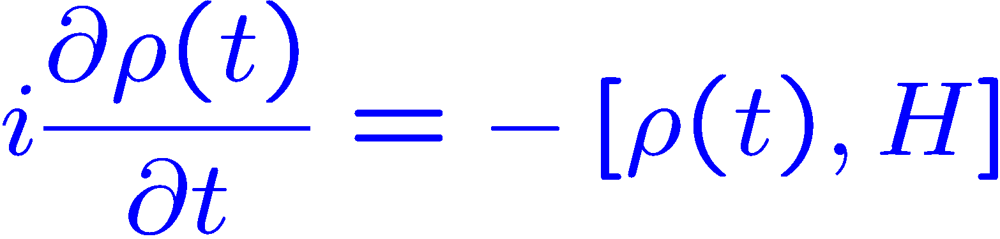 i∂ρ(t)/∂t = −[ρ(t), H]